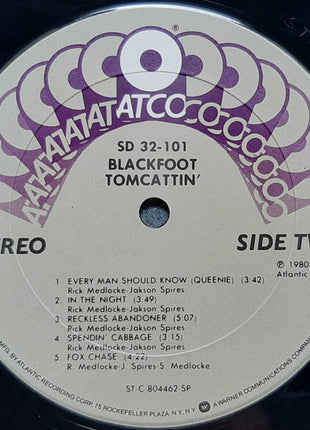 A A A A ATATATATCOCOCOOOOOO
SD 32-101
BLACKFOOT
TOMCATTIN'
STEREO
SIDE TW
℗ 1980
Atlantic
1 EVERY MAN SHOULD KNOW (QUEENIE) (3:42)
Rick Medlocke-Jakson Spires
2 IN THE NIGHT (3:49)
Rick Medlocke-Jakson Spires
3 RECKLESS ABANDONER (5:07)
Rick Medlocke-Jakson Spires
4 SPENDIN' CABBAGE (3:15)
Rick Medlocke-Jakson Spires
5 FOX CHASE (4:22)
R. Medlocke-J. Spires-S. Medlocke
ST-C 804462-SP
MFG. BY ATLANTIC RECORDING CORP. 75 ROCKEFELLER PLAZA, N.Y., N.Y. A WARNER COMMUNICATIONS COMPANY